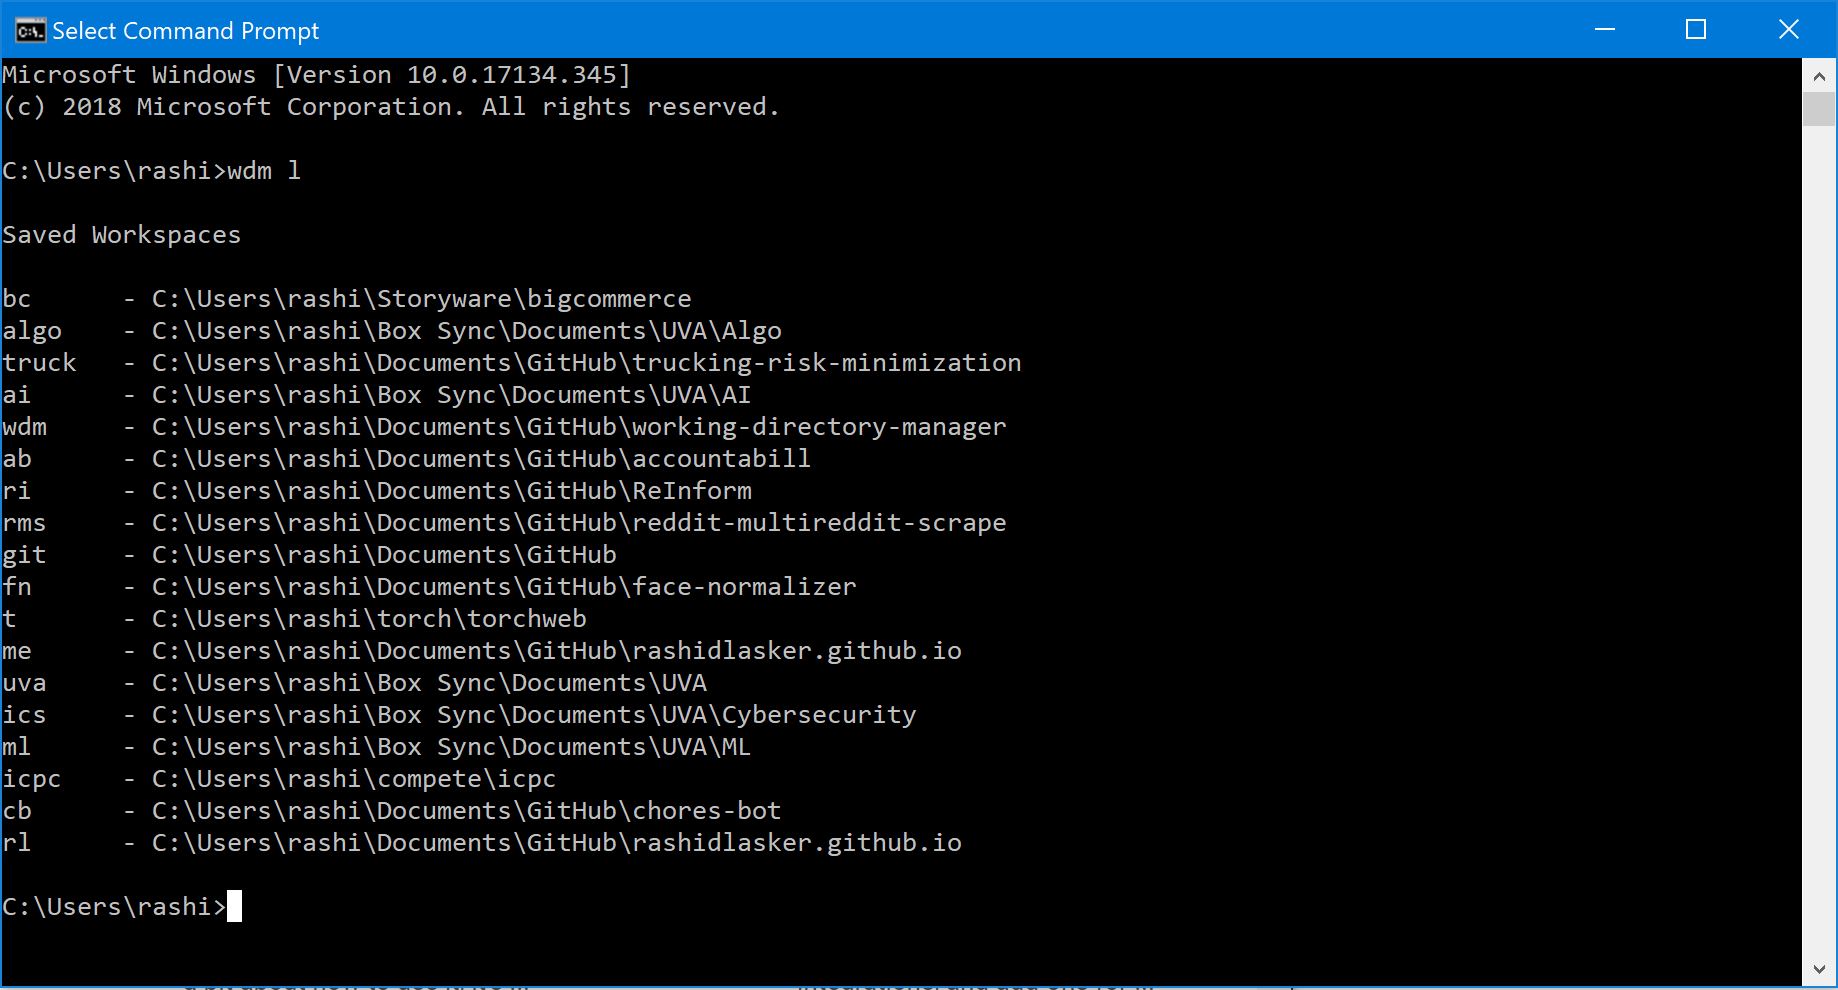 Select Command Prompt
Microsoft Windows [Version 10.0.17134.345]
(c) 2018 Microsoft Corporation. All rights reserved.
C:\Users\rashi>wdm l
Saved Workspaces
bc      - C:\Users\rashi\Storyware\bigcommerce
algo    - C:\Users\rashi\Box Sync\Documents\UVA\Algo
truck   - C:\Users\rashi\Documents\GitHub\trucking-risk-minimization
ai      - C:\Users\rashi\Box Sync\Documents\UVA\AI
wdm     - C:\Users\rashi\Documents\GitHub\working-directory-manager
ab      - C:\Users\rashi\Documents\GitHub\accountabill
ri      - C:\Users\rashi\Documents\GitHub\ReInform
rms     - C:\Users\rashi\Documents\GitHub\reddit-multireddit-scrape
git     - C:\Users\rashi\Documents\GitHub
fn      - C:\Users\rashi\Documents\GitHub\face-normalizer
t       - C:\Users\rashi\torch\torchweb
me      - C:\Users\rashi\Documents\GitHub\rashidlasker.github.io
uva     - C:\Users\rashi\Box Sync\Documents\UVA
ics     - C:\Users\rashi\Box Sync\Documents\UVA\Cybersecurity
ml      - C:\Users\rashi\Box Sync\Documents\UVA\ML
icpc    - C:\Users\rashi\compete\icpc
cb      - C:\Users\rashi\Documents\GitHub\chores-bot
rl      - C:\Users\rashi\Documents\GitHub\rashidlasker.github.io
C:\Users\rashi>